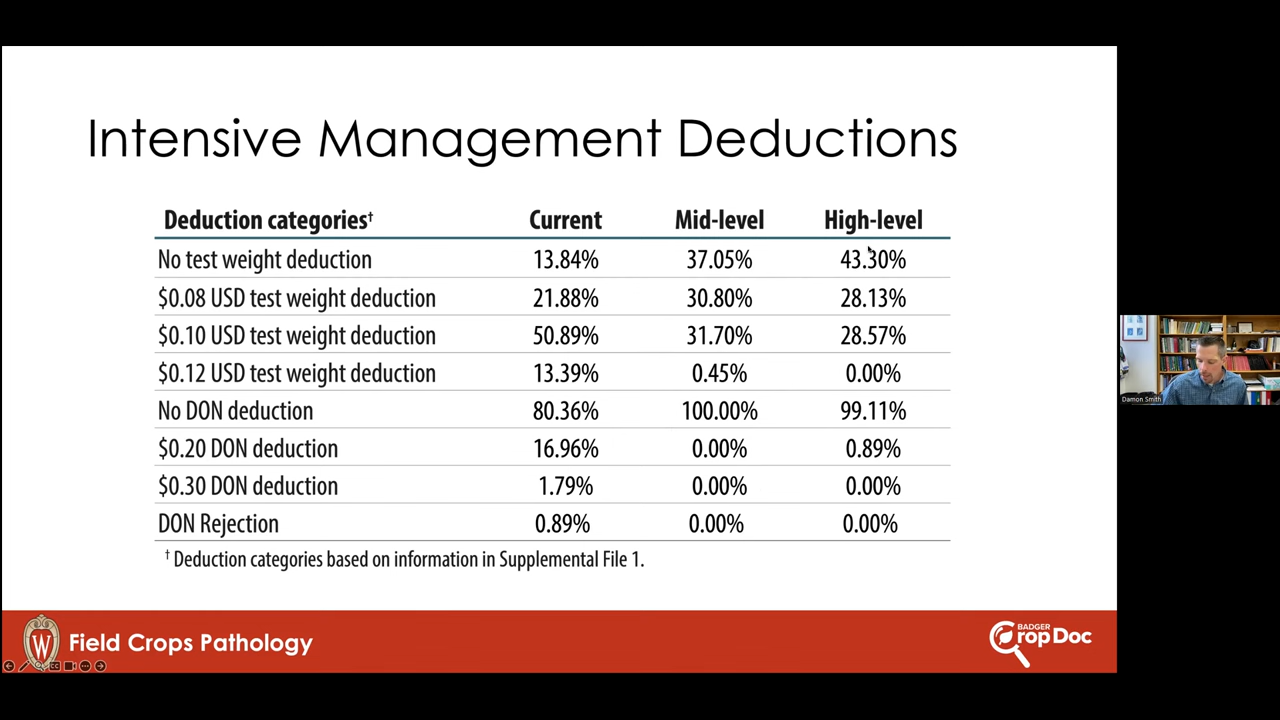 Intensive Management Deductions
Deduction categories† Current Mid-level High-level
No test weight deduction 13.84% 37.05% 43.30%
$0.08 USD test weight deduction 21.88% 30.80% 28.13%
$0.10 USD test weight deduction 50.89% 31.70% 28.57%
$0.12 USD test weight deduction 13.39% 0.45% 0.00%
No DON deduction 80.36% 100.00% 99.11%
$0.20 DON deduction 16.96% 0.00% 0.89%
$0.30 DON deduction 1.79% 0.00% 0.00%
DON Rejection 0.89% 0.00% 0.00%
† Deduction categories based on information in Supplemental File 1.
Damon Smith
W
Field Crops Pathology
BADGER
CropDoc